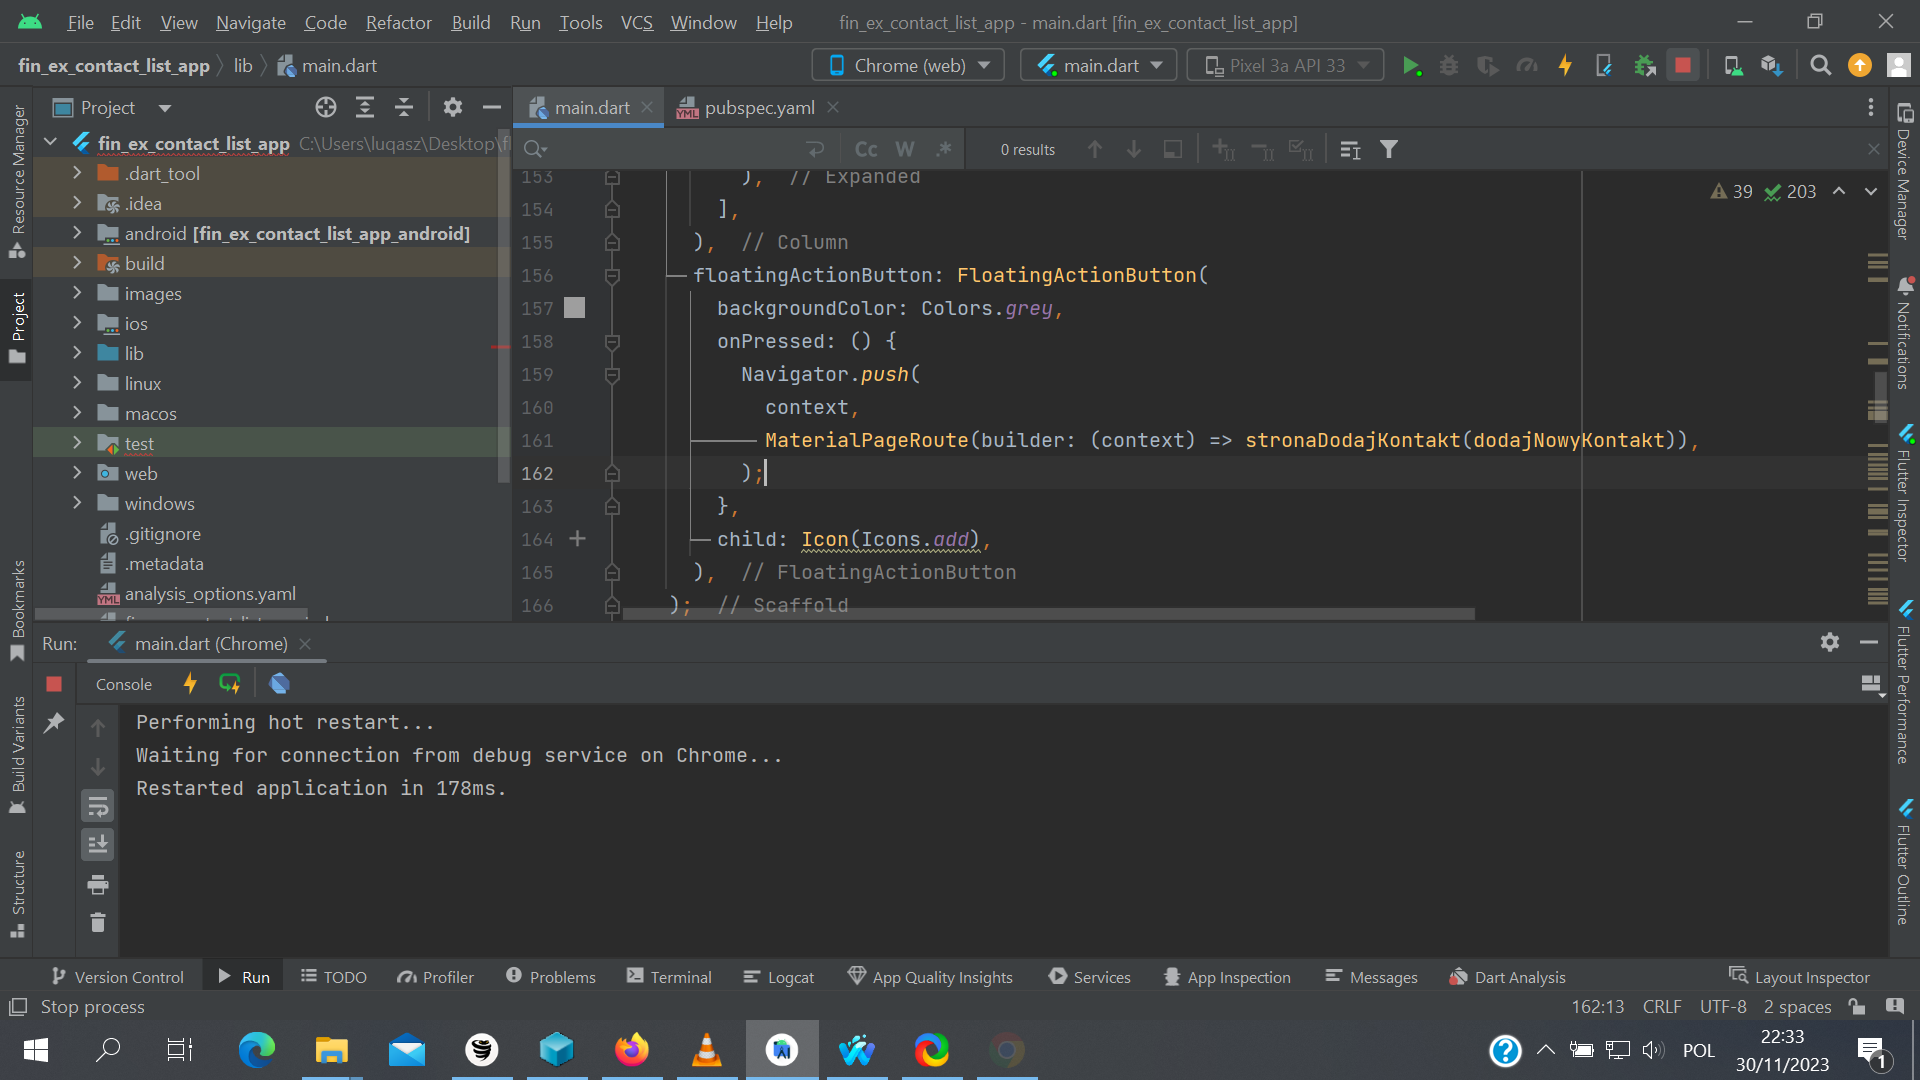 File Edit View Navigate Code Refactor Build Run Tools VCS Window Help fin_ex_contact_list_app - main.dart [fin_ex_contact_list_app]
fin_ex_contact_list_app lib main.dart Chrome (web) main.dart Pixel 3a API 33
Project
main.dart
pubspec.yaml
Cc W .* 0 results
39 203
fin_ex_contact_list_app C:\Users\luqasz\Desktop\
.dart_tool
.idea
android [fin_ex_contact_list_app_android]
build
images
ios
lib
linux
macos
test
web
windows
.gitignore
.metadata
analysis_options.yaml
153 ), // Expanded
154 ],
155 ), // Column
156 floatingActionButton: FloatingActionButton(
157 backgroundColor: Colors.grey,
158 onPressed: () {
159 Navigator.push(
160 context,
161 MaterialPageRoute(builder: (context) => stronaDodajKontakt(dodajNowyKontakt)),
162 );
163 },
164 child: Icon(Icons.add),
165 ), // FloatingActionButton
166 ); // Scaffold
Resource Manager
Project
Bookmarks
Build Variants
Structure
Device Manager
Notifications
Flutter Inspector
Flutter Performance
Flutter Outline
Run: main.dart (Chrome)
Console
Performing hot restart...
Waiting for connection from debug service on Chrome...
Restarted application in 178ms.
Version Control Run TODO Profiler Problems Terminal Logcat App Quality Insights Services App Inspection Messages Dart Analysis Layout Inspector
Stop process 162:13 CRLF UTF-8 2 spaces
POL
22:33
30/11/2023
1